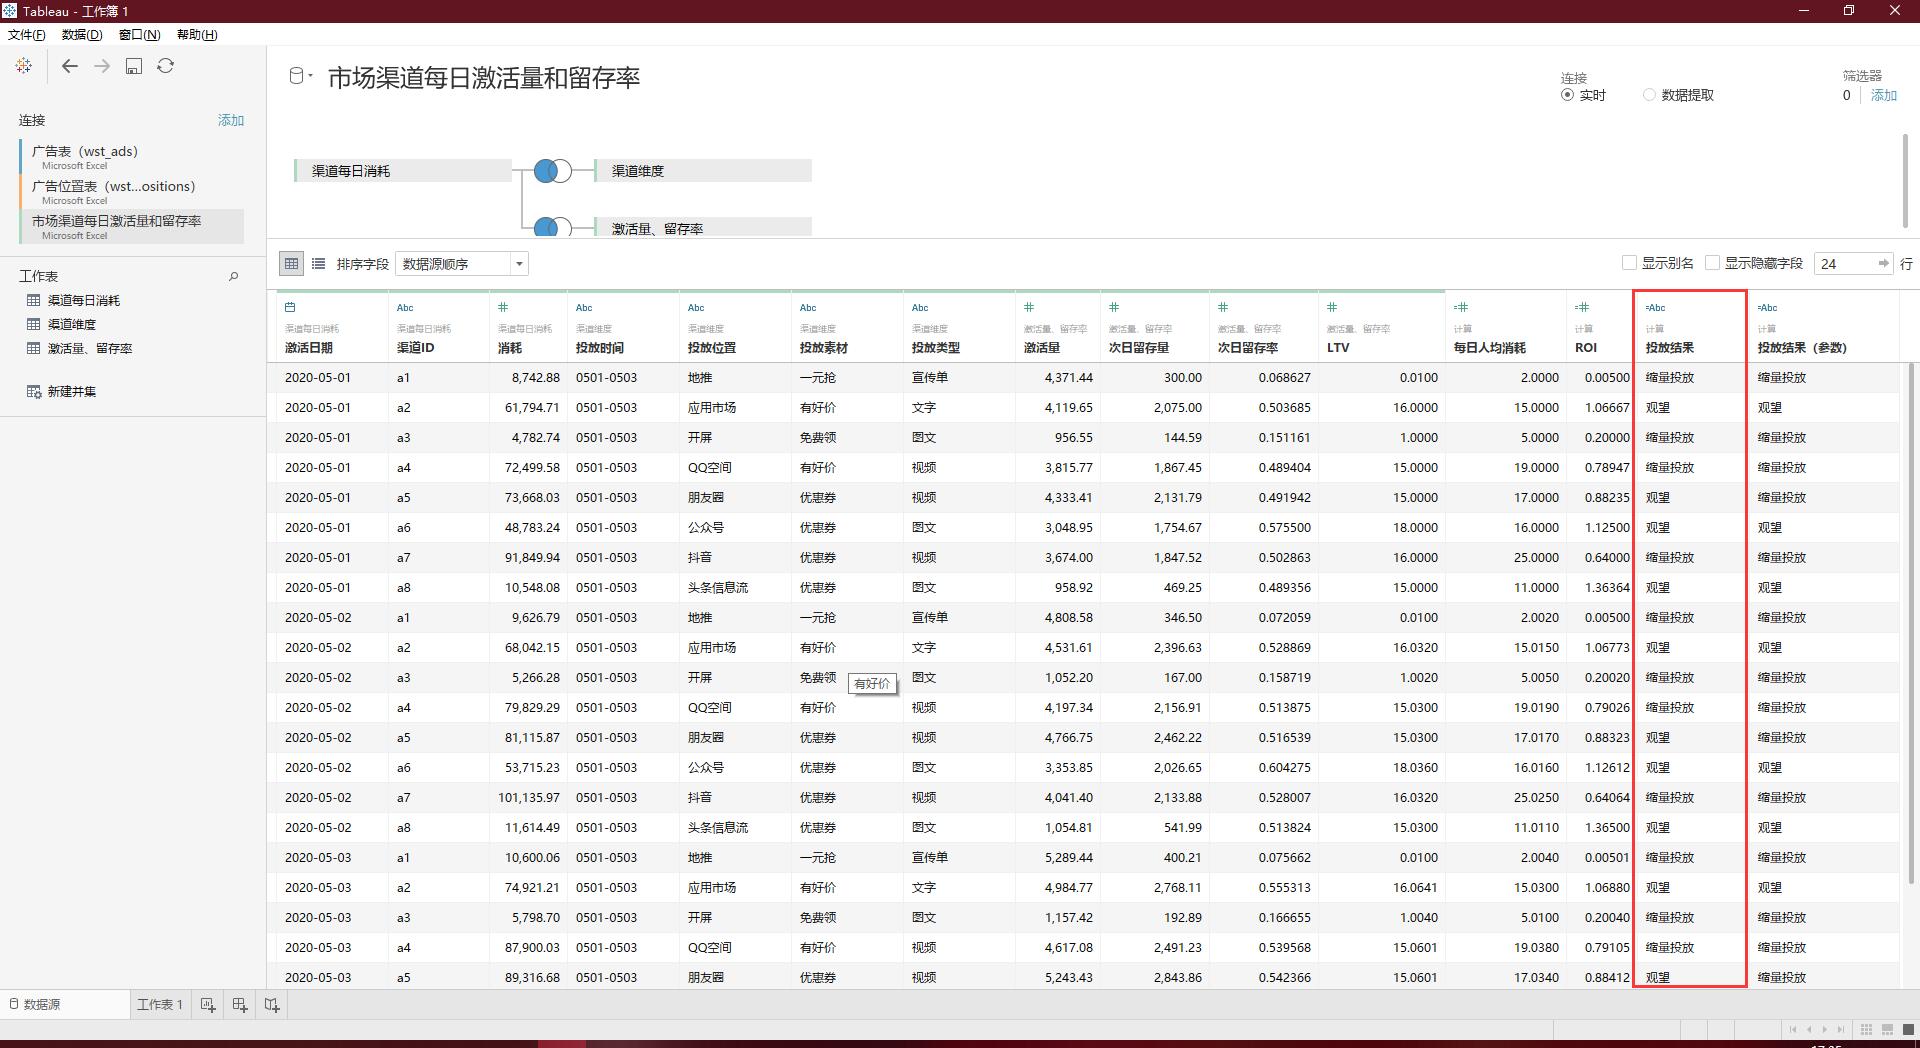 Tableau - 工作簿 1
文件(F) 数据(D) 窗口(N) 帮助(H)
连接 添加
广告表（wst_ads）
Microsoft Excel
广告位置表（wst...ositions）
Microsoft Excel
市场渠道每日激活量和留存率
Microsoft Excel
工作表
渠道每日消耗
渠道维度
激活量、留存率
新建并集
市场渠道每日激活量和留存率
连接
实时 数据提取
筛选器
0 添加
渠道每日消耗 渠道维度
激活量、留存率
排序字段 数据源顺序 显示别名 显示隐藏字段 24 行
Abc # Abc Abc Abc Abc # # # # =# =# =Abc =Abc
渠道每日消耗 渠道每日消耗 渠道每日消耗 渠道维度 渠道维度 渠道维度 渠道维度 激活量、留存率 激活量、留存率 激活量、留存率 激活量、留存率 计算 计算 计算 计算
激活日期 渠道ID 消耗 投放时间 投放位置 投放素材 投放类型 激活量 次日留存量 次日留存率 LTV 每日人均消耗 ROI 投放结果 投放结果（参数）
2020-05-01 a1 8,742.88 0501-0503 地推 一元抢 宣传单 4,371.44 300.00 0.068627 0.0100 2.0000 0.00500 缩量投放 缩量投放
2020-05-01 a2 61,794.71 0501-0503 应用市场 有好价 文字 4,119.65 2,075.00 0.503685 16.0000 15.0000 1.06667 观望 观望
2020-05-01 a3 4,782.74 0501-0503 开屏 免费领 图文 956.55 144.59 0.151161 1.0000 5.0000 0.20000 缩量投放 缩量投放
2020-05-01 a4 72,499.58 0501-0503 QQ空间 有好价 视频 3,815.77 1,867.45 0.489404 15.0000 19.0000 0.78947 缩量投放 缩量投放
2020-05-01 a5 73,668.03 0501-0503 朋友圈 优惠券 视频 4,333.41 2,131.79 0.491942 15.0000 17.0000 0.88235 观望 缩量投放
2020-05-01 a6 48,783.24 0501-0503 公众号 优惠券 图文 3,048.95 1,754.67 0.575500 18.0000 16.0000 1.12500 观望 观望
2020-05-01 a7 91,849.94 0501-0503 抖音 优惠券 视频 3,674.00 1,847.52 0.502863 16.0000 25.0000 0.64000 缩量投放 缩量投放
2020-05-01 a8 10,548.08 0501-0503 头条信息流 优惠券 图文 958.92 469.25 0.489356 15.0000 11.0000 1.36364 观望 观望
2020-05-02 a1 9,626.79 0501-0503 地推 一元抢 宣传单 4,808.58 346.50 0.072059 0.0100 2.0020 0.00500 缩量投放 缩量投放
2020-05-02 a2 68,042.15 0501-0503 应用市场 有好价 文字 4,531.61 2,396.63 0.528869 16.0320 15.0150 1.06773 观望 观望
2020-05-02 a3 5,266.28 0501-0503 开屏 免费领 图文 1,052.20 167.00 0.158719 1.0020 5.0050 0.20020 缩量投放 缩量投放
有好价
2020-05-02 a4 79,829.29 0501-0503 QQ空间 有好价 视频 4,197.34 2,156.91 0.513875 15.0300 19.0190 0.79026 缩量投放 缩量投放
2020-05-02 a5 81,115.87 0501-0503 朋友圈 优惠券 视频 4,766.75 2,462.22 0.516539 15.0300 17.0170 0.88323 观望 缩量投放
2020-05-02 a6 53,715.23 0501-0503 公众号 优惠券 图文 3,353.85 2,026.65 0.604275 18.0360 16.0160 1.12612 观望 观望
2020-05-02 a7 101,135.97 0501-0503 抖音 优惠券 视频 4,041.40 2,133.88 0.528007 16.0320 25.0250 0.64064 缩量投放 缩量投放
2020-05-02 a8 11,614.49 0501-0503 头条信息流 优惠券 图文 1,054.81 541.99 0.513824 15.0300 11.0110 1.36500 观望 观望
2020-05-03 a1 10,600.06 0501-0503 地推 一元抢 宣传单 5,289.44 400.21 0.075662 0.0100 2.0040 0.00501 缩量投放 缩量投放
2020-05-03 a2 74,921.21 0501-0503 应用市场 有好价 文字 4,984.77 2,768.11 0.555313 16.0641 15.0300 1.06880 观望 观望
2020-05-03 a3 5,798.70 0501-0503 开屏 免费领 图文 1,157.42 192.89 0.166655 1.0040 5.0100 0.20040 缩量投放 缩量投放
2020-05-03 a4 87,900.03 0501-0503 QQ空间 有好价 视频 4,617.08 2,491.23 0.539568 15.0601 19.0380 0.79105 缩量投放 缩量投放
2020-05-03 a5 89,316.68 0501-0503 朋友圈 优惠券 视频 5,243.43 2,843.86 0.542366 15.0601 17.0340 0.88412 观望 缩量投放
数据源 工作表 1